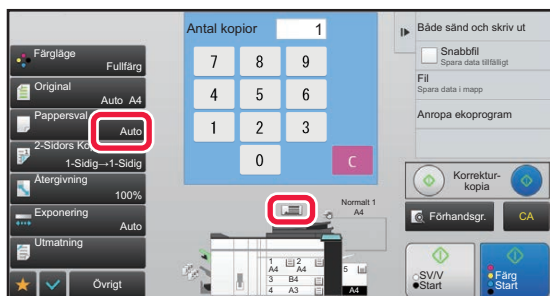 Färgläge
Fullfärg
Original
Auto A4
Pappersval
Auto
2-Sidors Ko
1-Sidig→1-Sidig
Återgivning
100%
Exponering
Auto
Utmatning
Övrigt
Antal kopior 1
7 8 9
4 5 6
1 2 3
0 C
Normalt 1
A4
1 A4 2 A4
3 B4
4 A3
5
A4
Både sänd och skriv ut
Snabbfil
Spara data tillfälligt
Fil
Spara data i mapp
Anropa ekoprogram
Korrektur-
kopia
Förhandsgr.
CA
SV/V
Start
Färg
Start